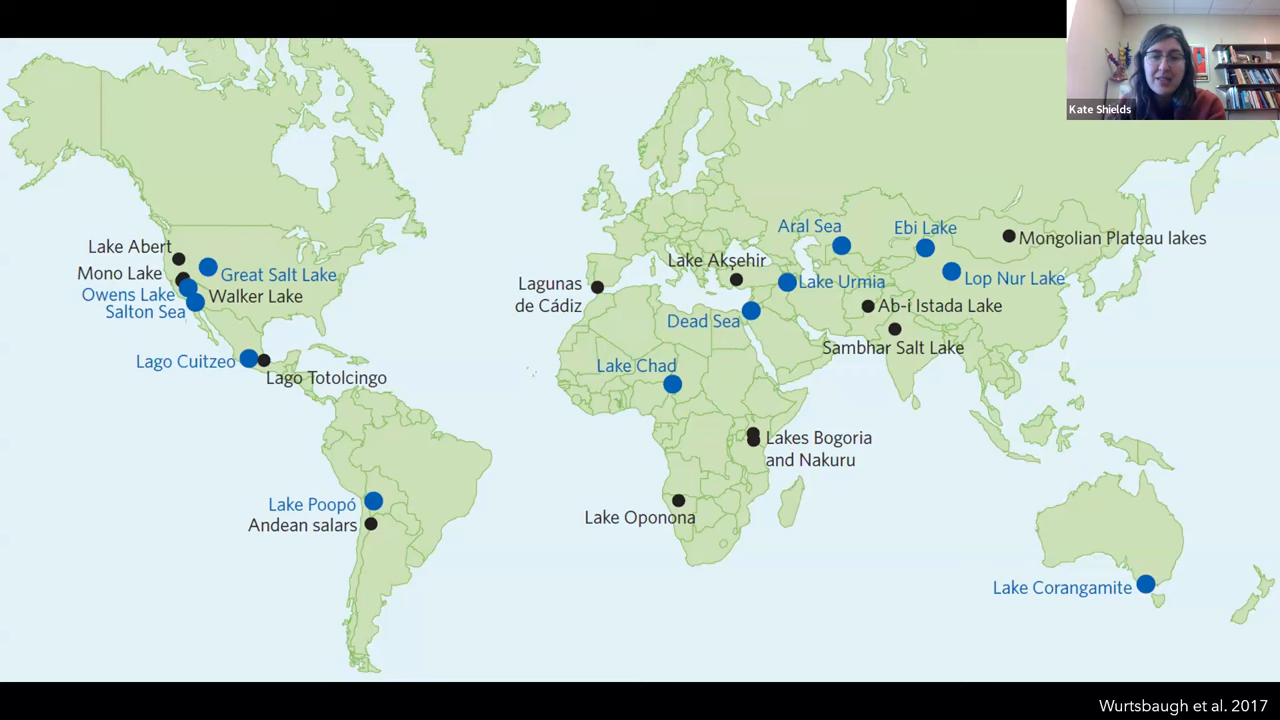 Kate Shields
Lake Abert
Mono Lake
Owens Lake
Salton Sea
Great Salt Lake
Walker Lake
Lago Cuitzeo
Lago Totolcingo
Lake Poopó
Andean salars
Lagunas
de Cádiz
Lake Akşehir
Aral Sea
Ebi Lake
Mongolian Plateau lakes
Lake Urmia
Lop Nur Lake
Dead Sea
Ab-i Istada Lake
Sambhar Salt Lake
Lake Chad
Lakes Bogoria
and Nakuru
Lake Oponona
Lake Corangamite
Wurtsbaugh et al. 2017